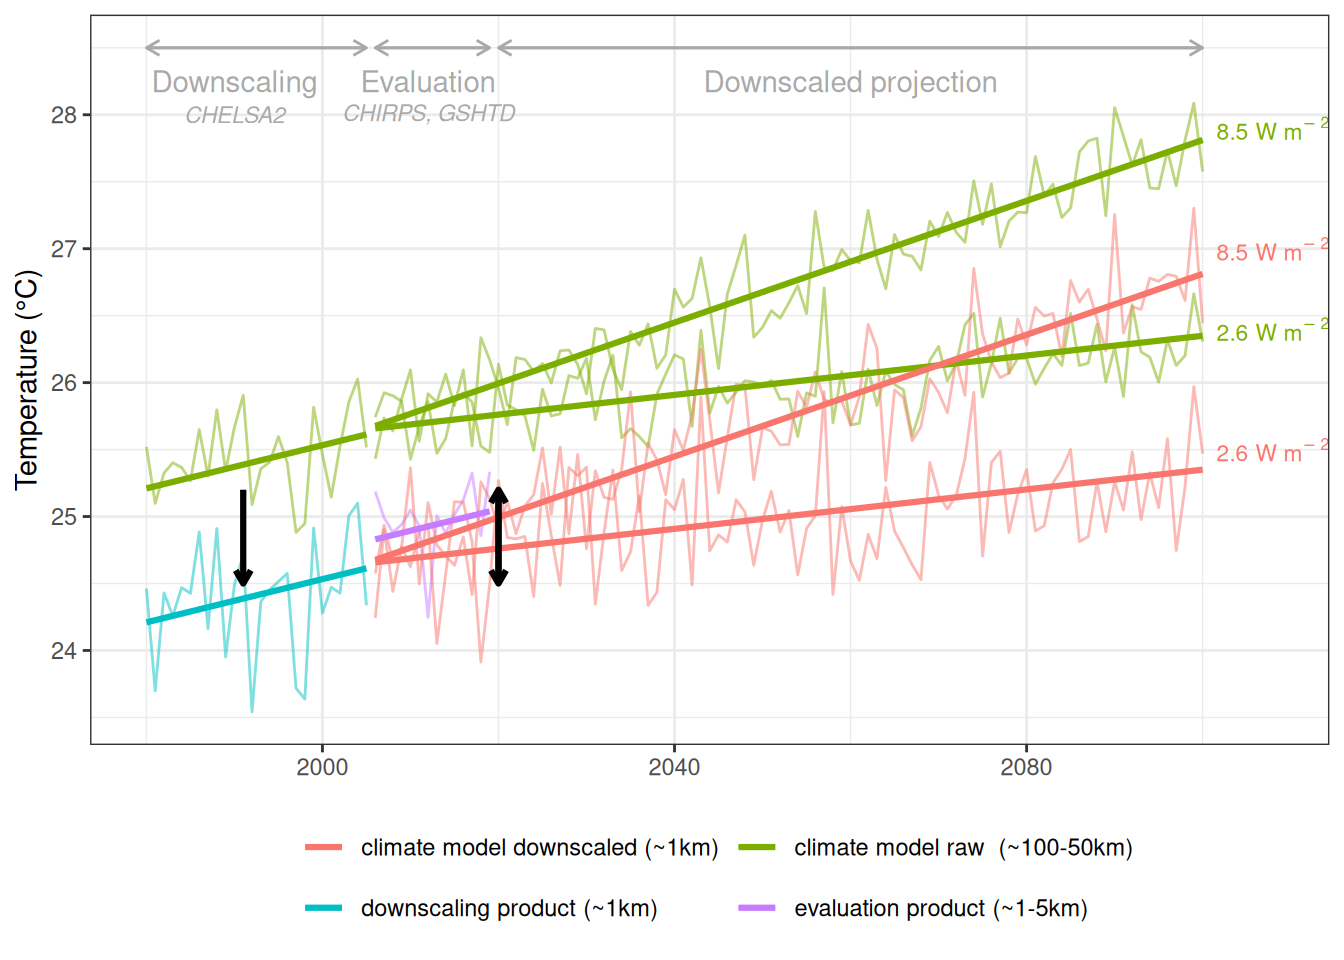 Downscaling
Evaluation
Downscaled projection
CHELSA2
CHIRPS, GSHTD
28
27
26
25
24
Temperature (°C)
8.5 W m⁻²
8.5 W m⁻²
2.6 W m⁻²
2.6 W m⁻²
2000
2040
2080
climate model downscaled (~1km)
climate model raw (~100-50km)
downscaling product (~1km)
evaluation product (~1-5km)